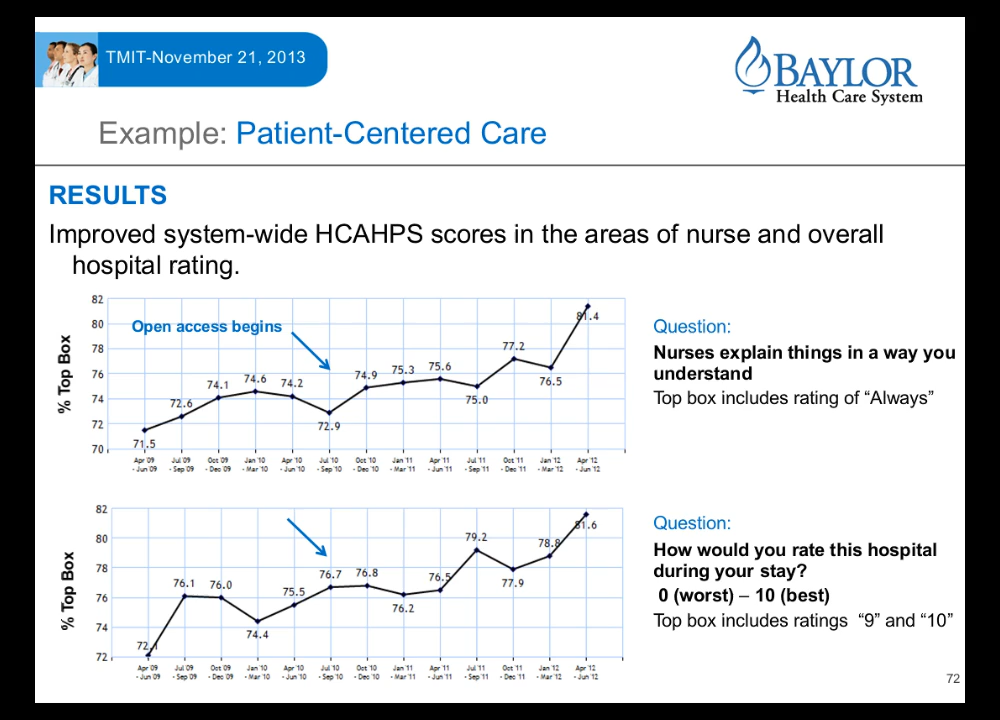 TMIT-November 21, 2013
BAYLOR
Health Care System
Example: Patient-Centered Care
RESULTS
Improved system-wide HCAHPS scores in the areas of nurse and overall
hospital rating.
% Top Box
82
80
78
76
74
72
70
Open access begins
71.5
72.6
74.1
74.6
74.2
72.9
74.9
75.3
75.6
75.0
77.2
76.5
81.4
Apr 09 Jul 09 Oct 09 Jan 10 Apr 10 Jul 10 Oct 10 Jan 11 Apr 11 Jul 11 Oct 11 Jan 12 Apr 12
- Jun 09 - Sep 09 - Dec 09 - Mar 10 - Jun 10 - Sep 10 - Dec 10 - Mar 11 - Jun 11 - Sep 11 - Dec 11 - Mar 12 - Jun 12
Question:
Nurses explain things in a way you
understand
Top box includes rating of “Always”
% Top Box
82
80
78
76
74
72
72.1
76.1
76.0
74.4
75.5
76.7
76.8
76.2
76.5
79.2
77.9
78.8
81.6
Apr 09 Jul 09 Oct 09 Jan 10 Apr 10 Jul 10 Oct 10 Jan 11 Apr 11 Jul 11 Oct 11 Jan 12 Apr 12
- Jun 09 - Sep 09 - Dec 09 - Mar 10 - Jun 10 - Sep 10 - Dec 10 - Mar 11 - Jun 11 - Sep 11 - Dec 11 - Mar 12 - Jun 12
Question:
How would you rate this hospital
during your stay?
0 (worst) – 10 (best)
Top box includes ratings “9” and “10”
72